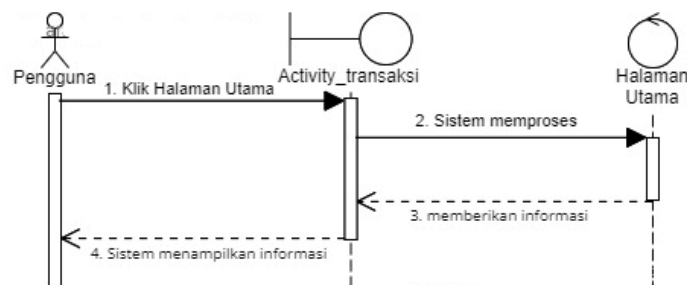 Pengguna
Activity_transaksi
Halaman
Utama
1. Klik Halaman Utama
2. Sistem memproses
3. memberikan informasi
4. Sistem menampilkan informasi